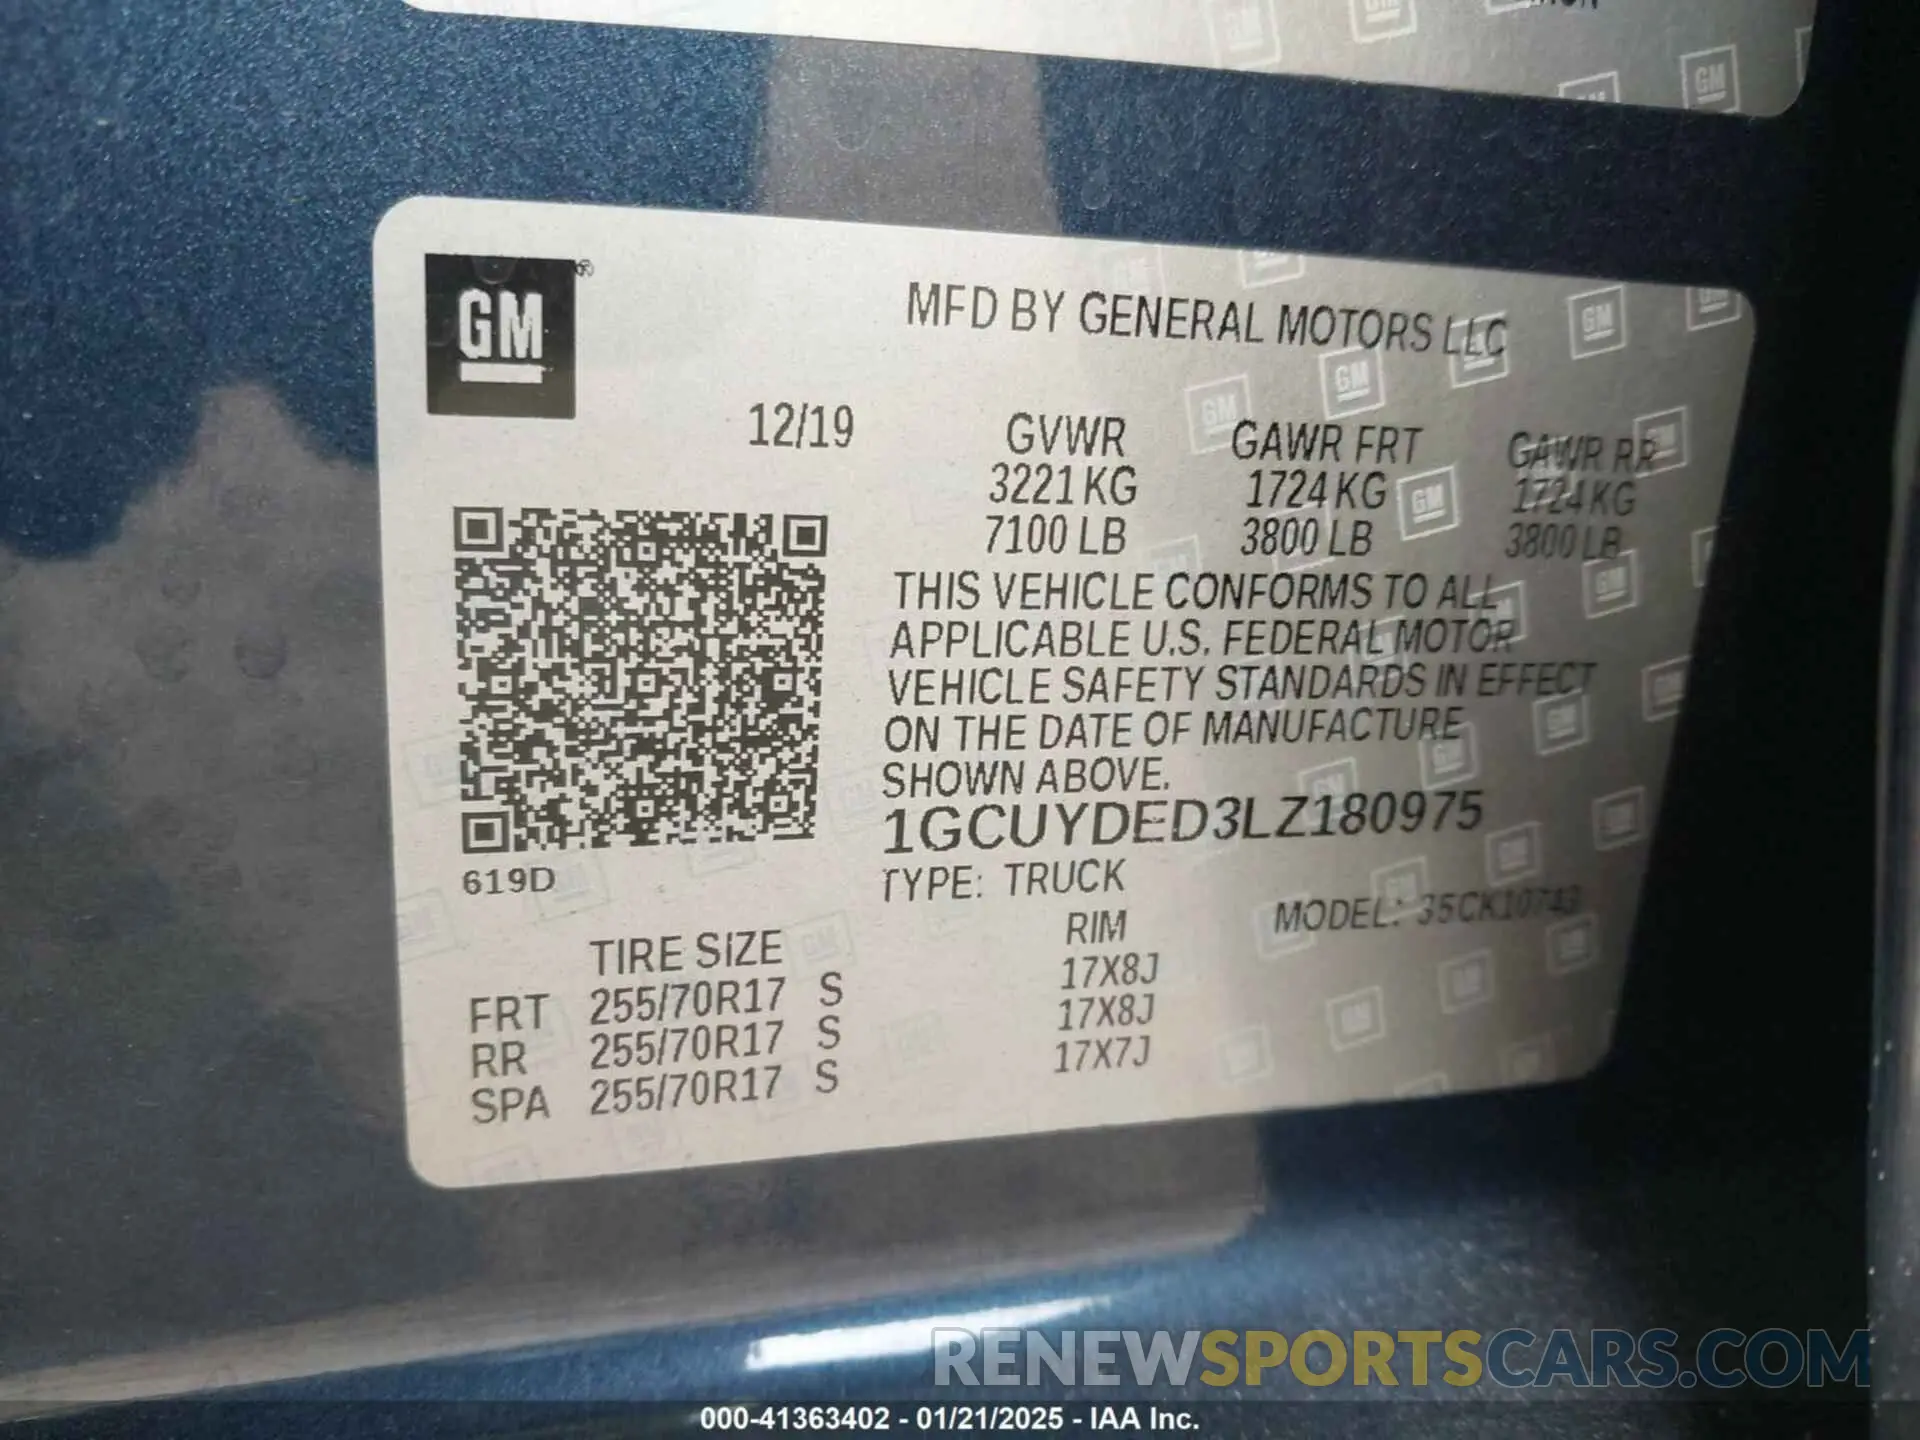 GM
MFD BY GENERAL MOTORS LLC
12/19
GVWR GAWR FRT GAWR RR
3221 KG 1724 KG 1724 KG
7100 LB 3800 LB 3800 LB
THIS VEHICLE CONFORMS TO ALL
APPLICABLE U.S. FEDERAL MOTOR
VEHICLE SAFETY STANDARDS IN EFFECT
ON THE DATE OF MANUFACTURE
SHOWN ABOVE.
1GCUYDED3LZ180975
619D
TYPE: TRUCK
MODEL: 35CK10743
TIRE SIZE RIM
FRT 255/70R17 S 17X8J
RR 255/70R17 S 17X8J
SPA 255/70R17 S 17X7J
RENEWSPORTSCARS.COM
000-41363402 - 01/21/2025 - IAA Inc.